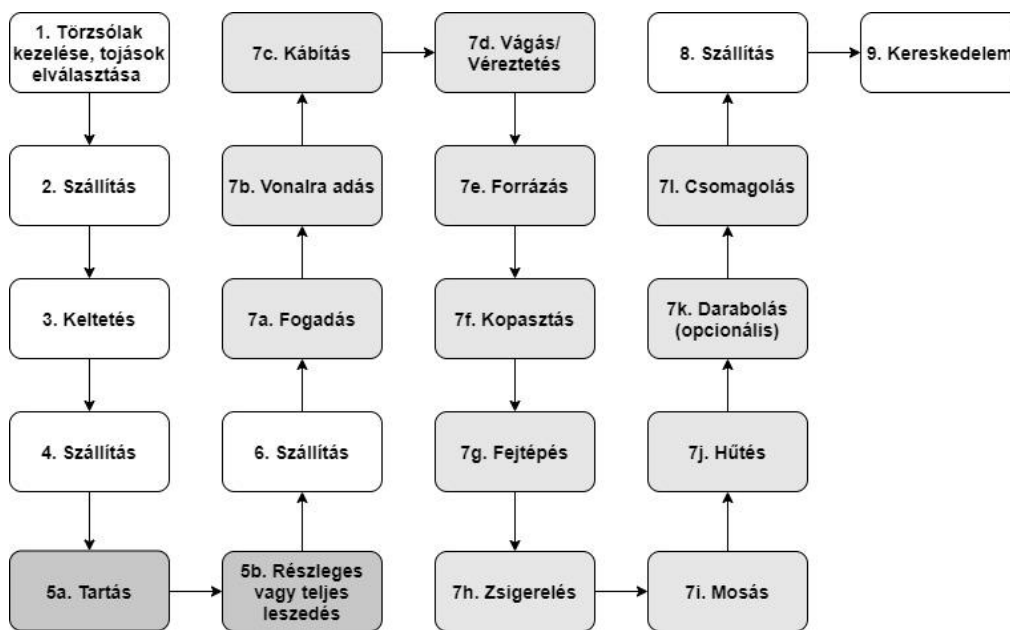 1. Törzsólak
kezelése, tojások
elválasztása
2. Szállítás
3. Keltetés
4. Szállítás
5a. Tartás
5b. Részleges
vagy teljes
leszedés
6. Szállítás
7a. Fogadás
7b. Vonalra adás
7c. Kábítás
7d. Vágás/
Véreztetés
7e. Forrázás
7f. Kopasztás
7g. Fejtépés
7h. Zsigerelés
7i. Mosás
7j. Hűtés
7k. Darabolás
(opcionális)
7l. Csomagolás
8. Szállítás
9. Kereskedelem